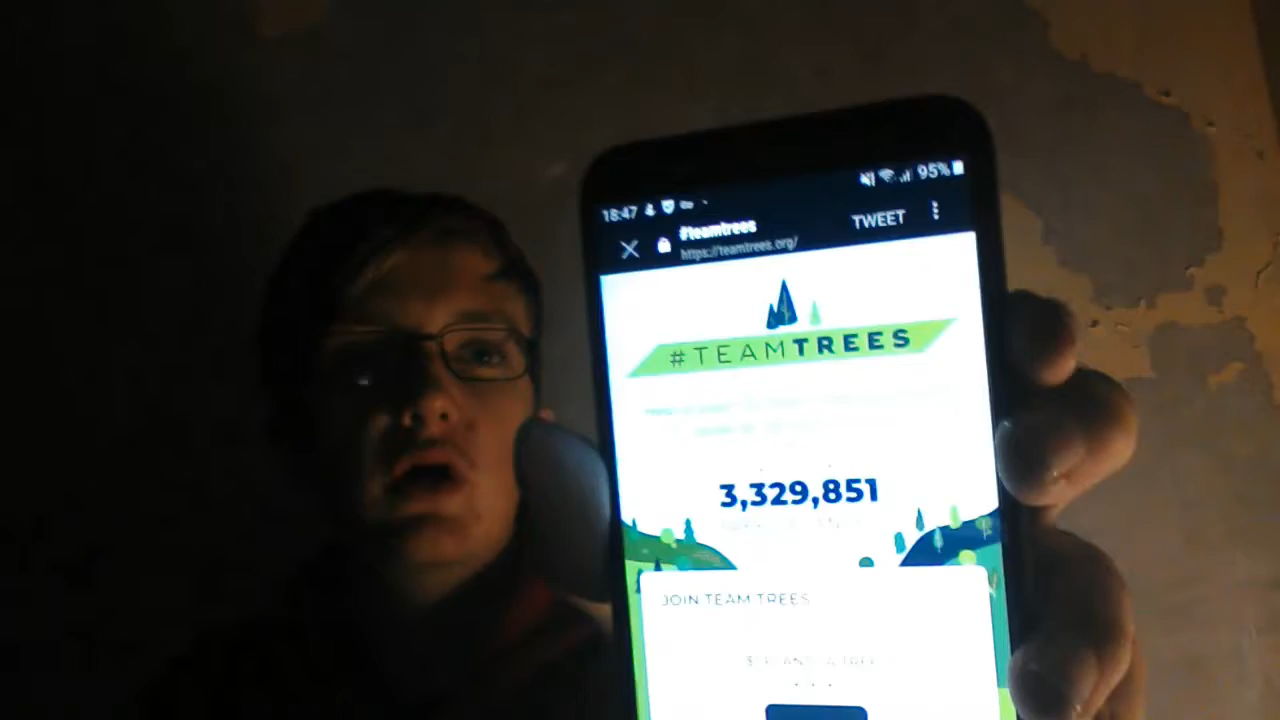 18:47 95%
#teamtrees
https://teamtrees.org/
TWEET
#TEAMTREES
3,329,851
JOIN TEAM TREES